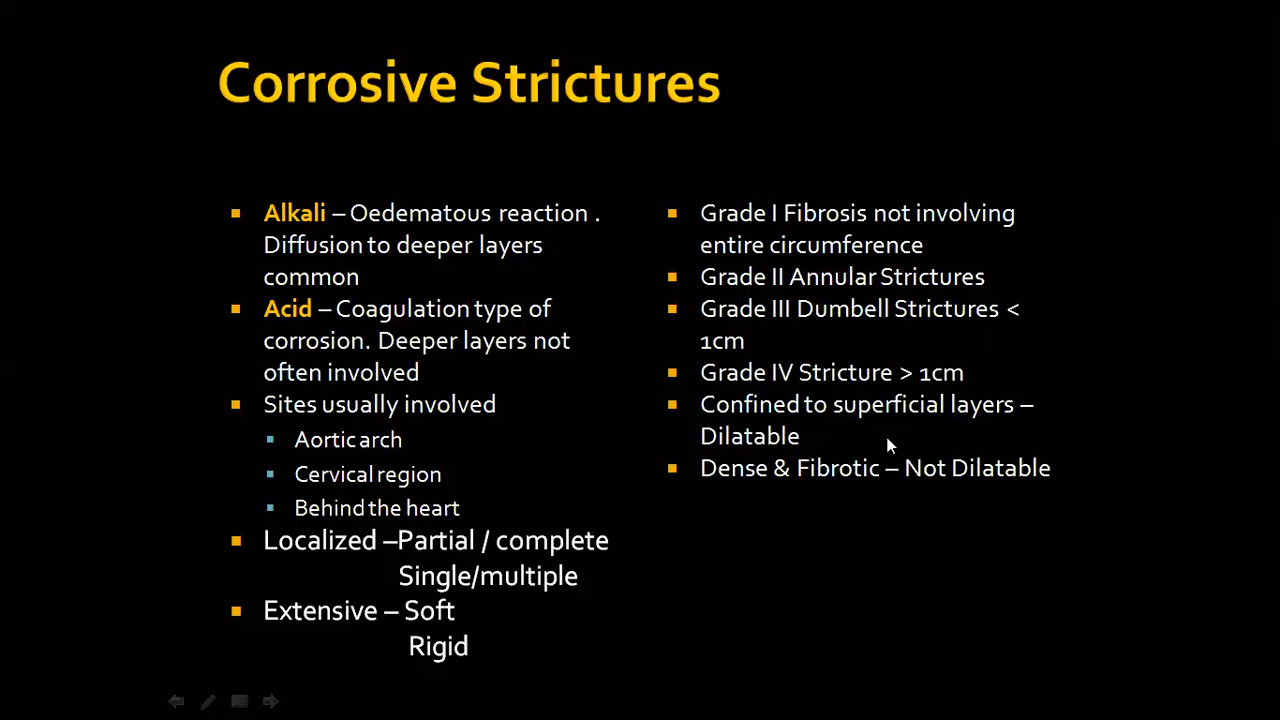 Corrosive Strictures
Alkali – Oedematous reaction .
Diffusion to deeper layers
common
Acid – Coagulation type of
corrosion. Deeper layers not
often involved
Sites usually involved
Aortic arch
Cervical region
Behind the heart
Localized –Partial / complete
Single/multiple
Extensive – Soft
Rigid
Grade I Fibrosis not involving
entire circumference
Grade II Annular Strictures
Grade III Dumbell Strictures <
1cm
Grade IV Stricture > 1cm
Confined to superficial layers –
Dilatable
Dense & Fibrotic – Not Dilatable